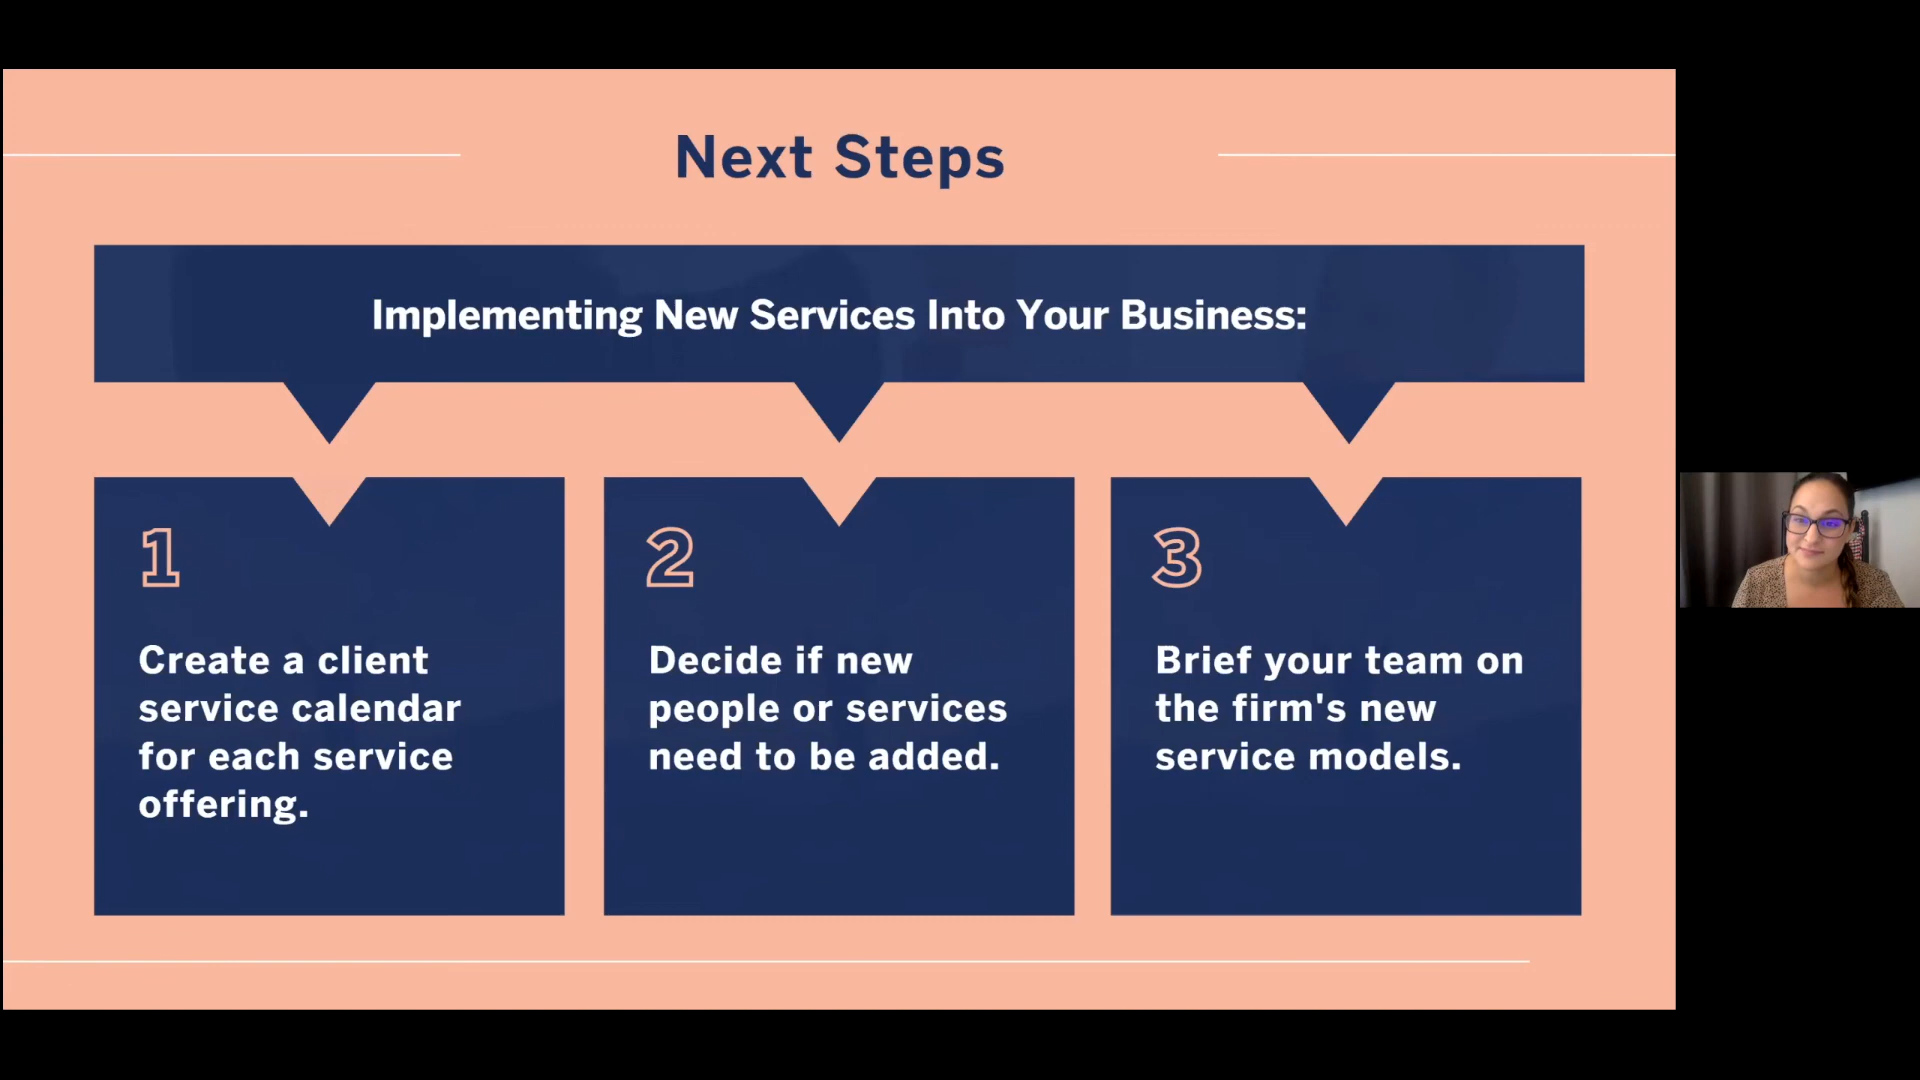 Next Steps
Implementing New Services Into Your Business:
1
Create a client
service calendar
for each service
offering.
2
Decide if new
people or services
need to be added.
3
Brief your team on
the firm's new
service models.